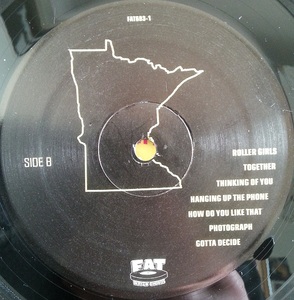 FAT683-1
SIDE B
ROLLER GIRLS
TOGETHER
THINKING OF YOU
HANGING UP THE PHONE
HOW DO YOU LIKE THAT
PHOTOGRAPH
GOTTA DECIDE
FAT